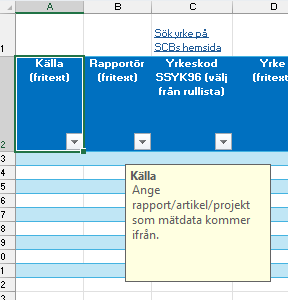 A B C D
1 Sök yrke på
SCBs hemsida
Källa Rapportör Yrkeskod Yrke
(fritext) (fritext) SSYK96 (välj (fritext
från rullista)
2
3
4
5
6
7
8
9
0
1
Källa
Ange
rapport/artikel/projekt
som mätdata kommer
ifrån.